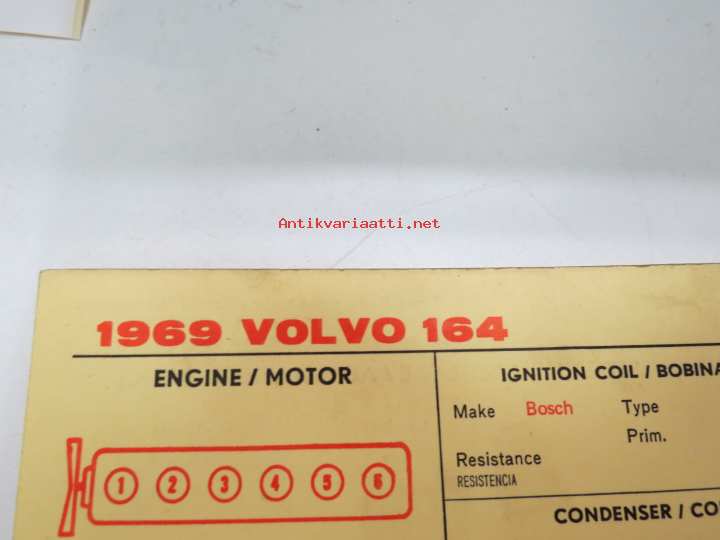 Antikvariaatti.net
1969 VOLVO 164
ENGINE / MOTOR
IGNITION COIL / BOBINA
Make Bosch Type
Prim.
Resistance
RESISTENCIA
1 2 3 4 5 6
CONDENSER / CO